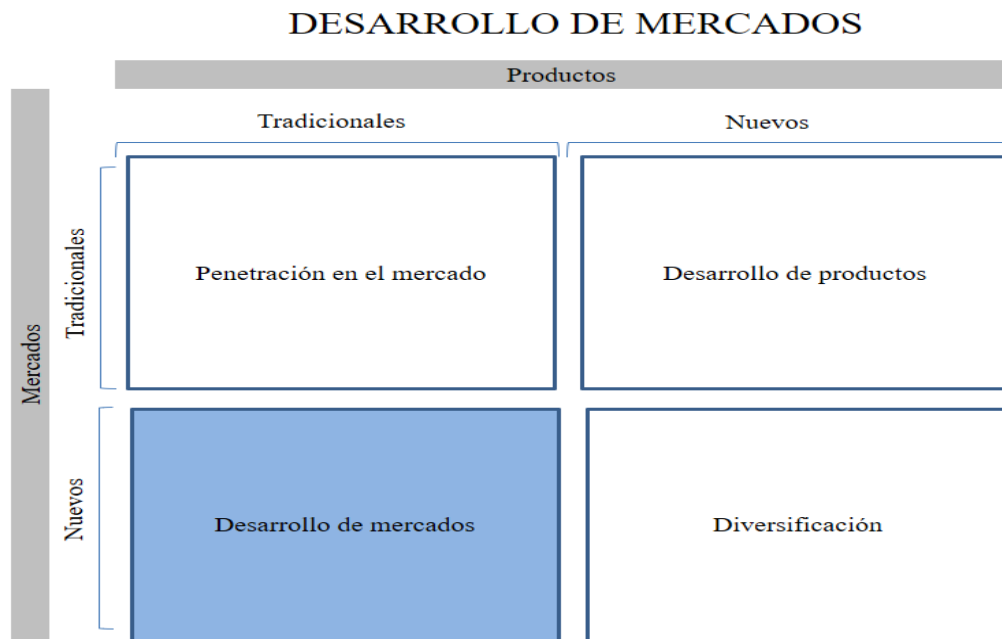 DESARROLLO DE MERCADOS
Productos
Tradicionales
Nuevos
Mercados
Tradicionales
Penetración en el mercado
Desarrollo de productos
Nuevos
Desarrollo de mercados
Diversificación